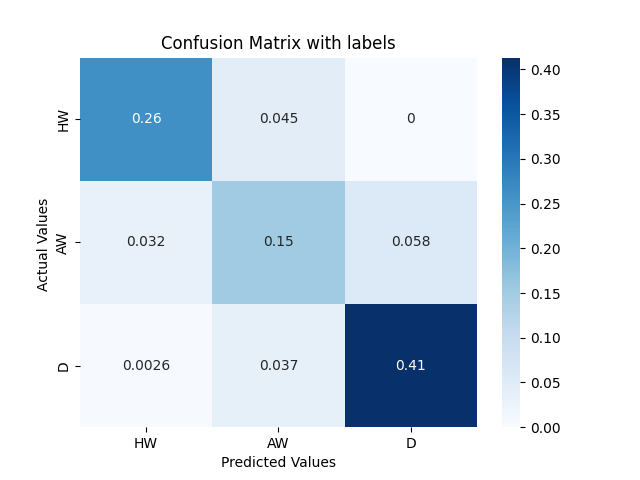 Confusion Matrix with labels
HW 0.26 0.045 0
AW 0.032 0.15 0.058
D 0.0026 0.037 0.41
HW AW D
Actual Values
Predicted Values
0.40
0.35
0.30
0.25
0.20
0.15
0.10
0.05
0.00